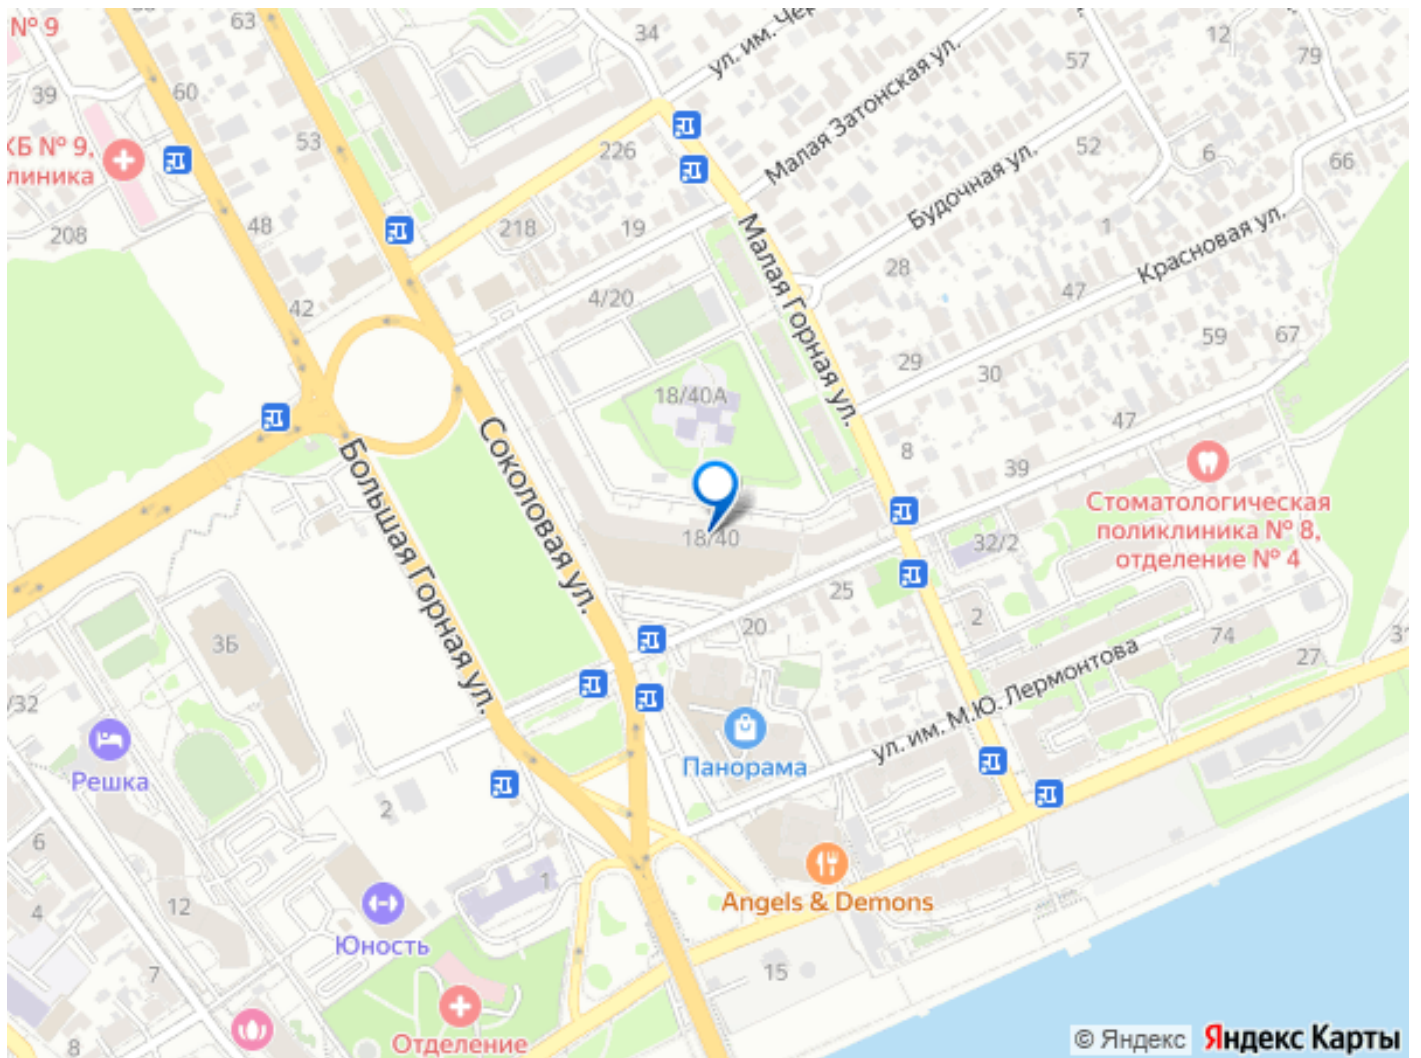 № 9
63
34
ул. им. Чер
12
79
57
39
60
53
Малая Затонская ул.
226
52
6
66
КБ № 9,
линика
208
48
218
19
Будочная ул.
1
Красновая ул.
28
47
42
4/20
59
67
29
30
Малая Горная ул.
18/40А
47
8
39
Соколовая ул.
Большая Горная ул.
18/40
32/2
Стоматологическая
поликлиника № 8,
отделение № 4
25
20
2
74
27
31
3Б
/32
ул. им. М.Ю. Лермонтова
Решка
Панорама
2
6
1
12
4
Angels & Demons
Юность
7
15
8
Отделение
© Яндекс Яндекс Карты